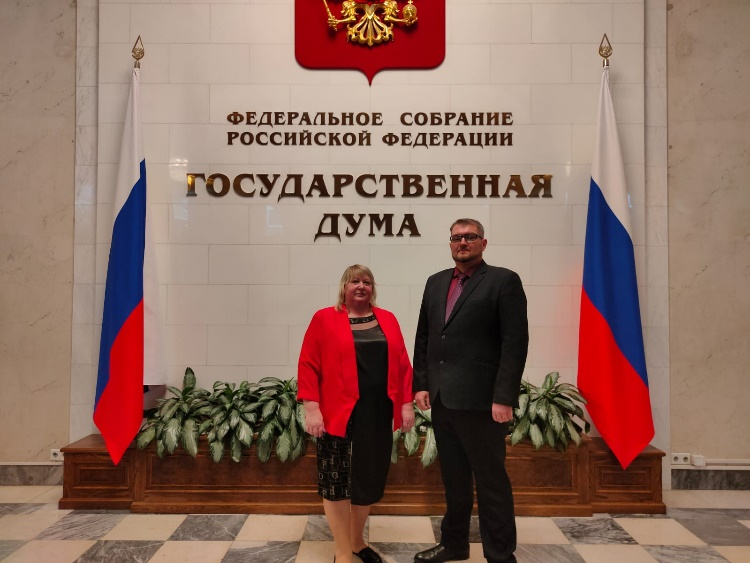 ФЕДЕРАЛЬНОЕ СОБРАНИЕ
РОССИЙСКОЙ ФЕДЕРАЦИИ
ГОСУДАРСТВЕННАЯ
ДУМА